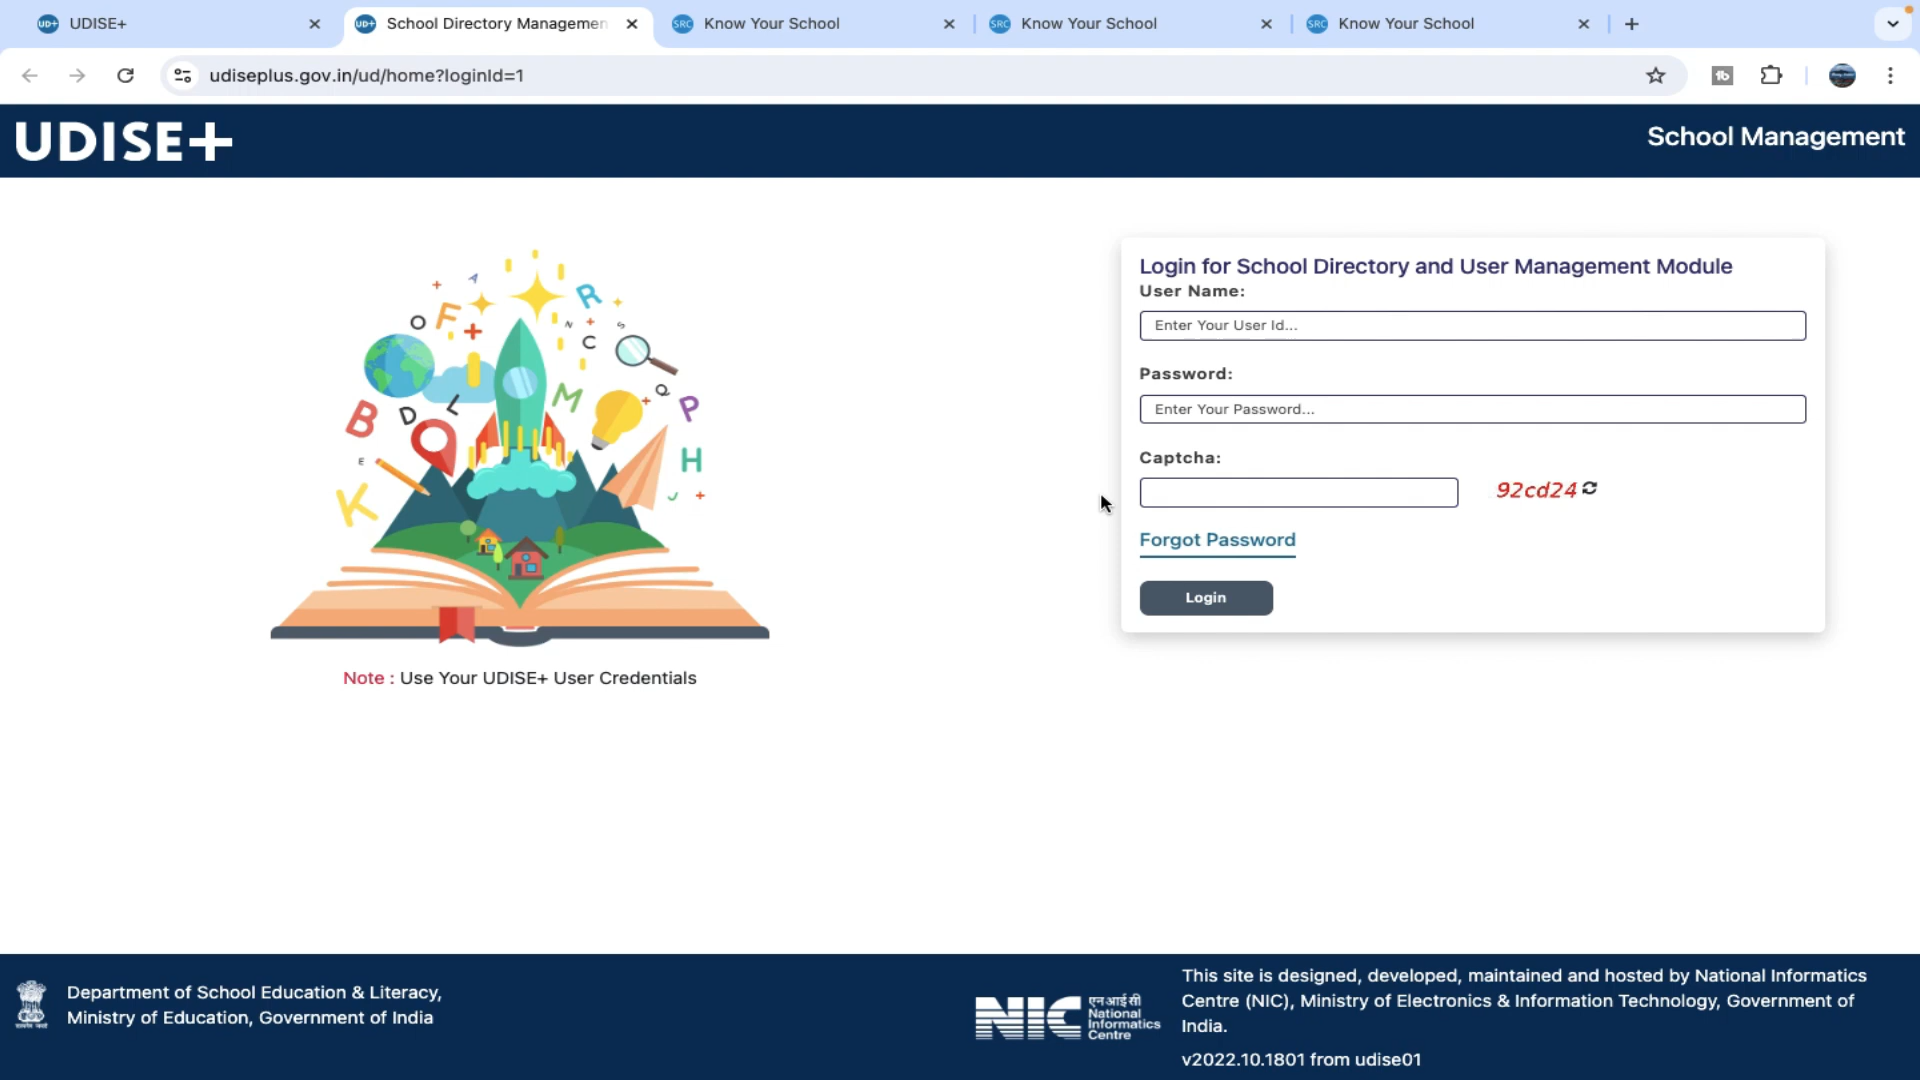 UD+ UDISE+
UD+ School Directory Managemen
SRC Know Your School
SRC Know Your School
SRC Know Your School
udiseplus.gov.in/ud/home?loginId=1
UDISE+
School Management
Login for School Directory and User Management Module
User Name:
Enter Your User Id...
Password:
Enter Your Password...
Captcha:
92cd24
Forgot Password
Login
A
F
R
O
N
S
C
B
D
L
M
Q
P
E
H
K
J
Note : Use Your UDISE+ User Credentials
Department of School Education & Literacy,
Ministry of Education, Government of India
NIC
एन आई सी
National
Informatics
Centre
This site is designed, developed, maintained and hosted by National Informatics
Centre (NIC), Ministry of Electronics & Information Technology, Government of
India.
v2022.10.1801 from udise01